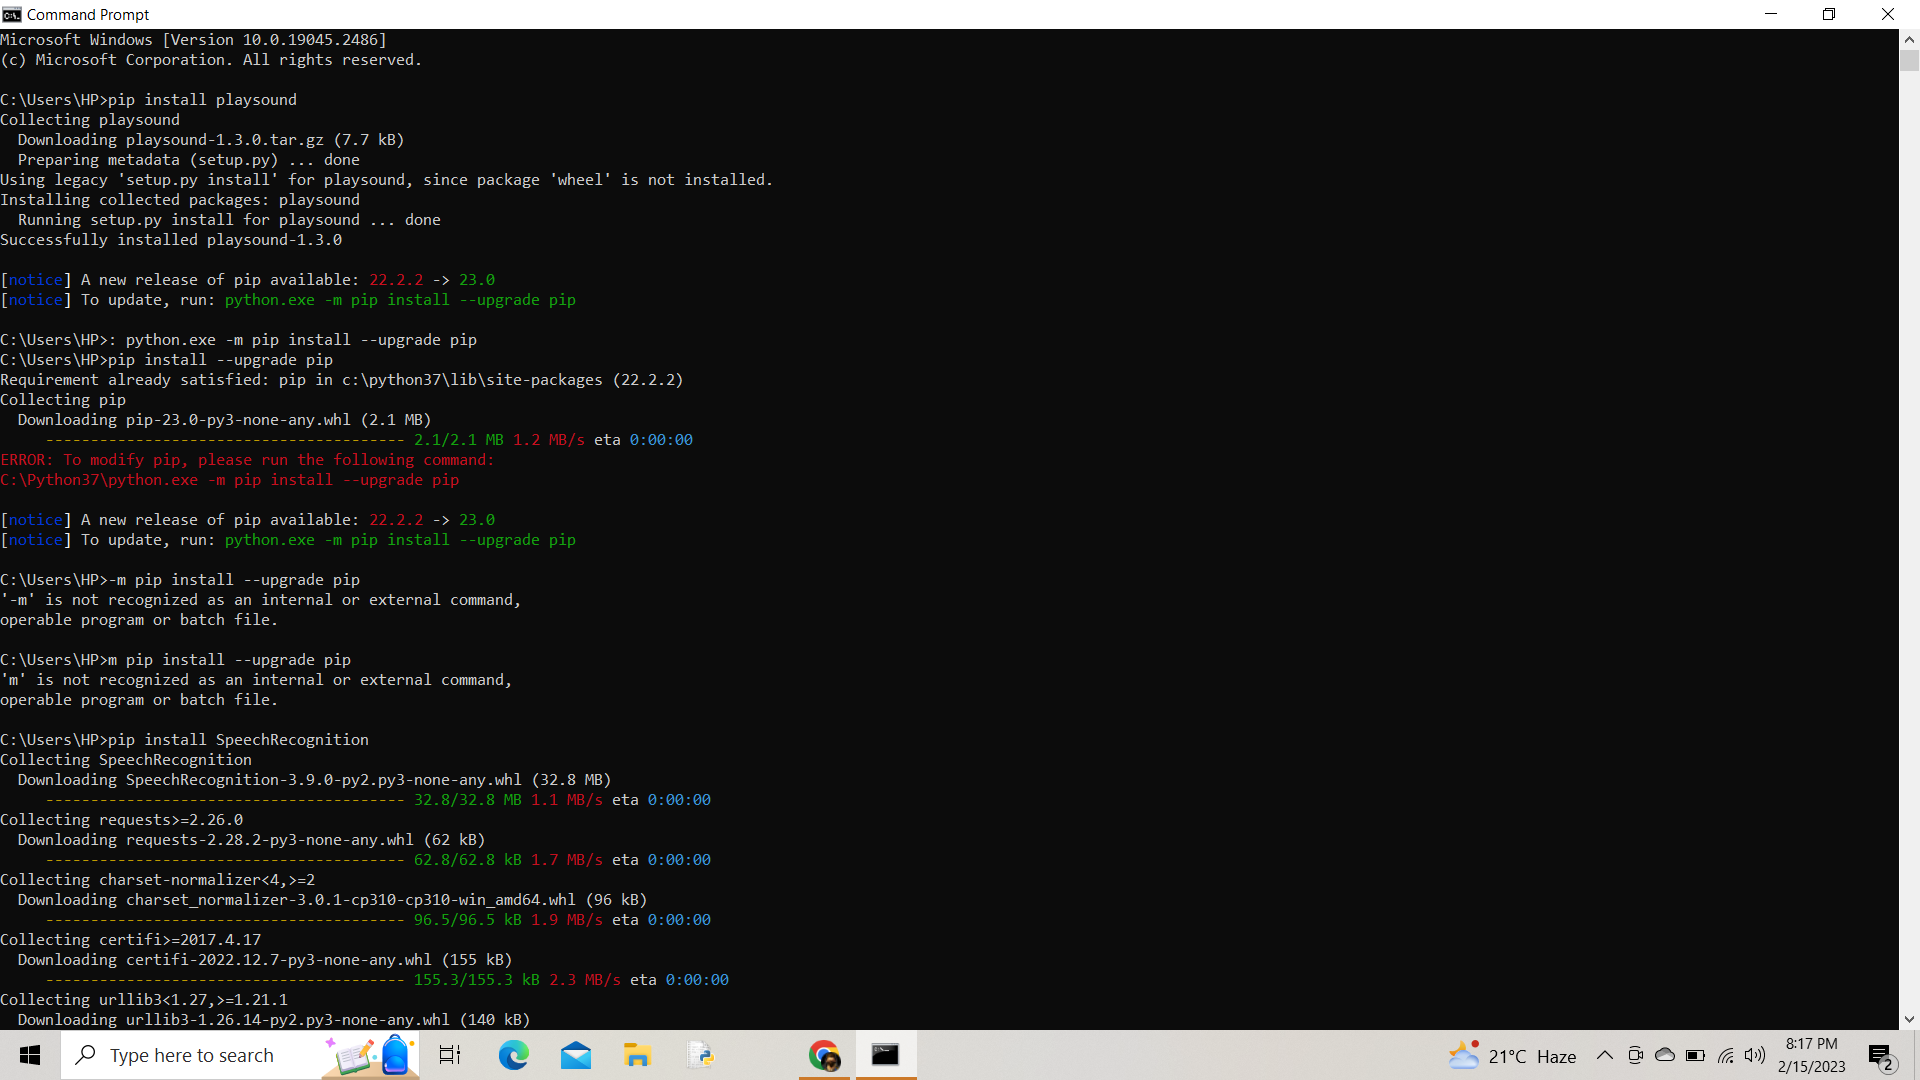 Command Prompt
Microsoft Windows [Version 10.0.19045.2486]
(c) Microsoft Corporation. All rights reserved.
C:\Users\HP>pip install playsound
Collecting playsound
  Downloading playsound-1.3.0.tar.gz (7.7 kB)
  Preparing metadata (setup.py) ... done
Using legacy 'setup.py install' for playsound, since package 'wheel' is not installed.
Installing collected packages: playsound
  Running setup.py install for playsound ... done
Successfully installed playsound-1.3.0
[notice] A new release of pip available: 22.2.2 -> 23.0
[notice] To update, run: python.exe -m pip install --upgrade pip
C:\Users\HP>: python.exe -m pip install --upgrade pip
C:\Users\HP>pip install --upgrade pip
Requirement already satisfied: pip in c:\python37\lib\site-packages (22.2.2)
Collecting pip
  Downloading pip-23.0-py3-none-any.whl (2.1 MB)
     ---------------------------------------- 2.1/2.1 MB 1.2 MB/s eta 0:00:00
ERROR: To modify pip, please run the following command:
C:\Python37\python.exe -m pip install --upgrade pip
[notice] A new release of pip available: 22.2.2 -> 23.0
[notice] To update, run: python.exe -m pip install --upgrade pip
C:\Users\HP>-m pip install --upgrade pip
'-m' is not recognized as an internal or external command,
operable program or batch file.
C:\Users\HP>m pip install --upgrade pip
'm' is not recognized as an internal or external command,
operable program or batch file.
C:\Users\HP>pip install SpeechRecognition
Collecting SpeechRecognition
  Downloading SpeechRecognition-3.9.0-py2.py3-none-any.whl (32.8 MB)
     ---------------------------------------- 32.8/32.8 MB 1.1 MB/s eta 0:00:00
Collecting requests>=2.26.0
  Downloading requests-2.28.2-py3-none-any.whl (62 kB)
     ---------------------------------------- 62.8/62.8 kB 1.7 MB/s eta 0:00:00
Collecting charset-normalizer<4,>=2
  Downloading charset_normalizer-3.0.1-cp310-cp310-win_amd64.whl (96 kB)
     ---------------------------------------- 96.5/96.5 kB 1.9 MB/s eta 0:00:00
Collecting certifi>=2017.4.17
  Downloading certifi-2022.12.7-py3-none-any.whl (155 kB)
     ---------------------------------------- 155.3/155.3 kB 2.3 MB/s eta 0:00:00
Collecting urllib3<1.27,>=1.21.1
  Downloading urllib3-1.26.14-py2.py3-none-any.whl (140 kB)
Type here to search
21°C Haze
8:17 PM
2/15/2023
2